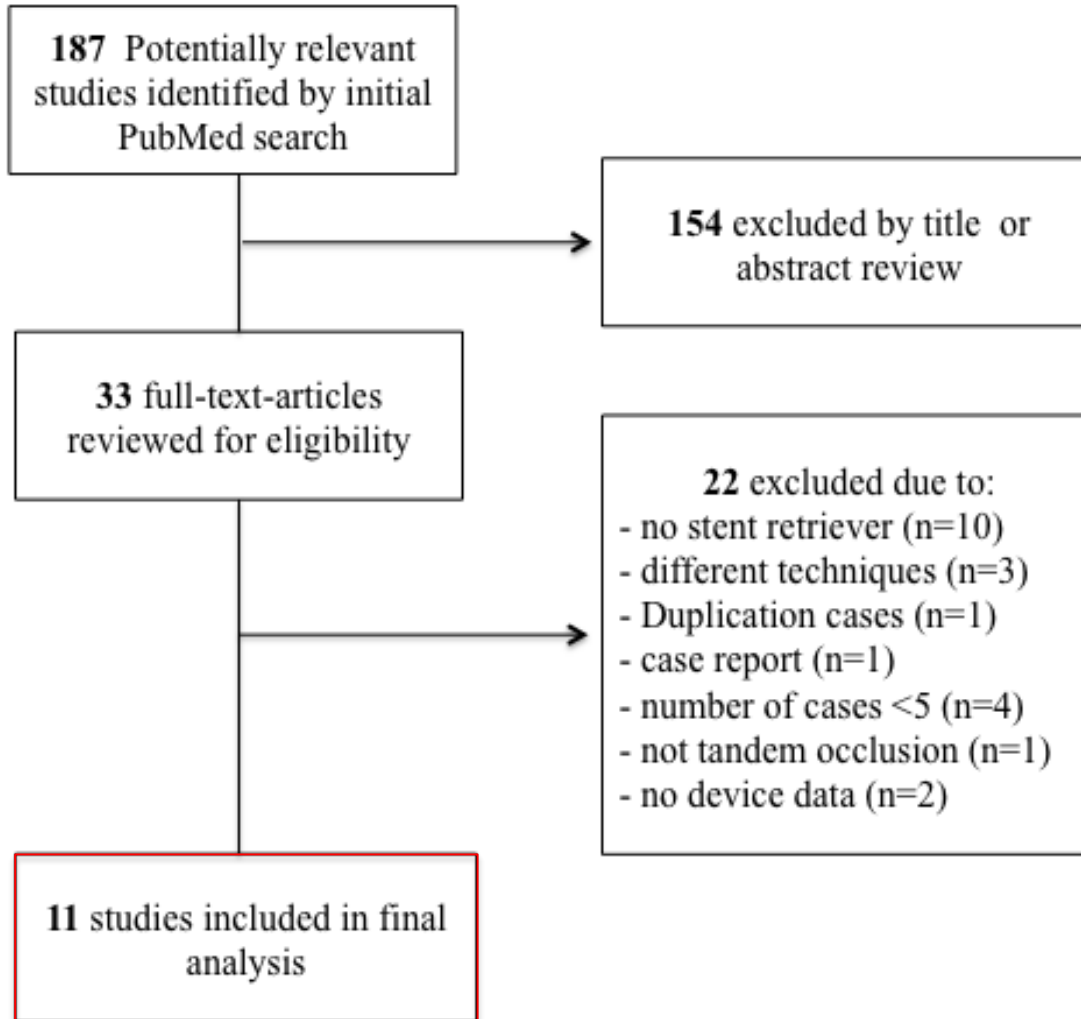 187 Potentially relevant
studies identified by initial
PubMed search
154 excluded by title or
abstract review
33 full-text-articles
reviewed for eligibility
22 excluded due to:
- no stent retriever (n=10)
- different techniques (n=3)
- Duplication cases (n=1)
- case report (n=1)
- number of cases <5 (n=4)
- not tandem occlusion (n=1)
- no device data (n=2)
11 studies included in final
analysis